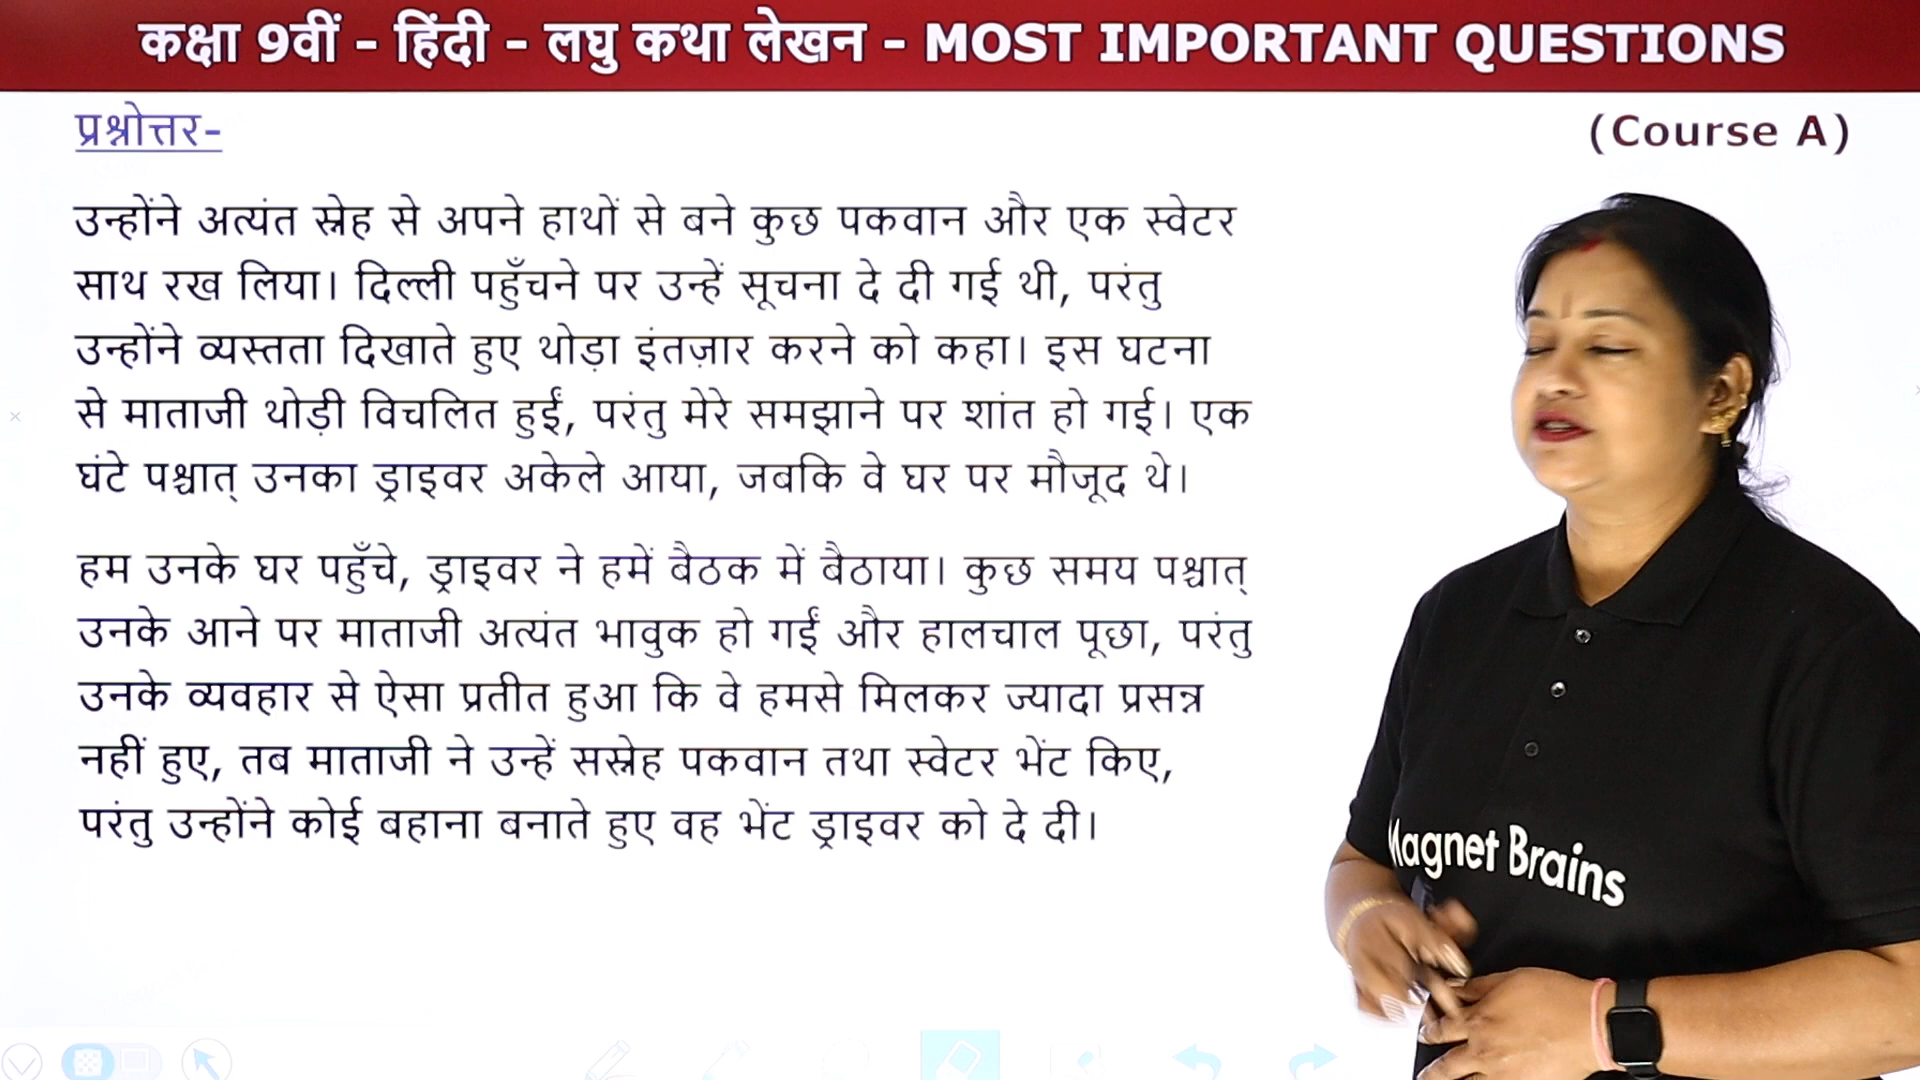 कक्षा 9वीं - हिंदी - लघु कथा लेखन - MOST IMPORTANT QUESTIONS
प्रश्नोत्तर-
(Course A)
उन्होंने अत्यंत स्नेह से अपने हाथों से बने कुछ पकवान और एक स्वेटर
साथ रख लिया। दिल्ली पहुँचने पर उन्हें सूचना दे दी गई थी, परंतु
उन्होंने व्यस्तता दिखाते हुए थोड़ा इंतज़ार करने को कहा। इस घटना
से माताजी थोड़ी विचलित हुईं, परंतु मेरे समझाने पर शांत हो गई। एक
घंटे पश्चात् उनका ड्राइवर अकेले आया, जबकि वे घर पर मौजूद थे।
हम उनके घर पहुँचे, ड्राइवर ने हमें बैठक में बैठाया। कुछ समय पश्चात्
उनके आने पर माताजी अत्यंत भावुक हो गईं और हालचाल पूछा, परंतु
उनके व्यवहार से ऐसा प्रतीत हुआ कि वे हमसे मिलकर ज्यादा प्रसन्न
नहीं हुए, तब माताजी ने उन्हें सस्नेह पकवान तथा स्वेटर भेंट किए,
परंतु उन्होंने कोई बहाना बनाते हुए वह भेंट ड्राइवर को दे दी।
Magnet Brains